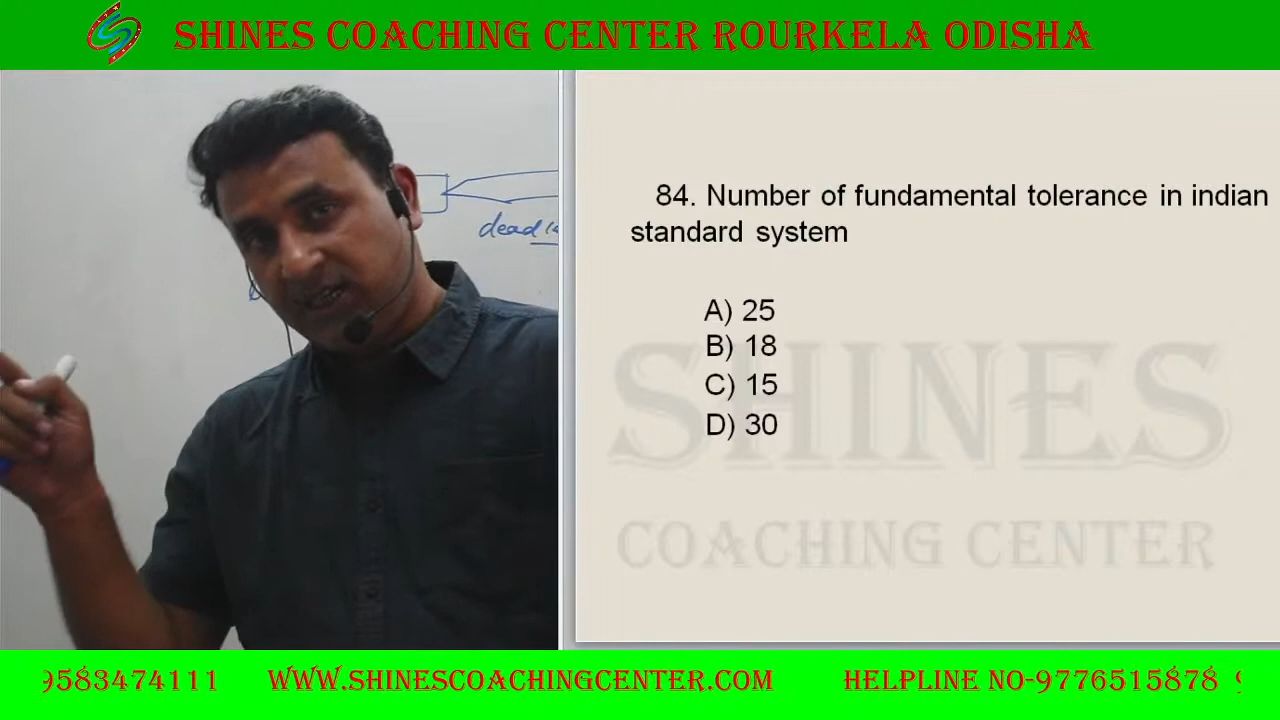 SHINES COACHING CENTER ROURKELA ODISHA
dead
84. Number of fundamental tolerance in indian
standard system
A) 25
B) 18
C) 15
D) 30
SHINES
COACHING CENTER
9583474111 WWW.SHINESCOACHINGCENTER.COM HELPLINE NO-9776515878